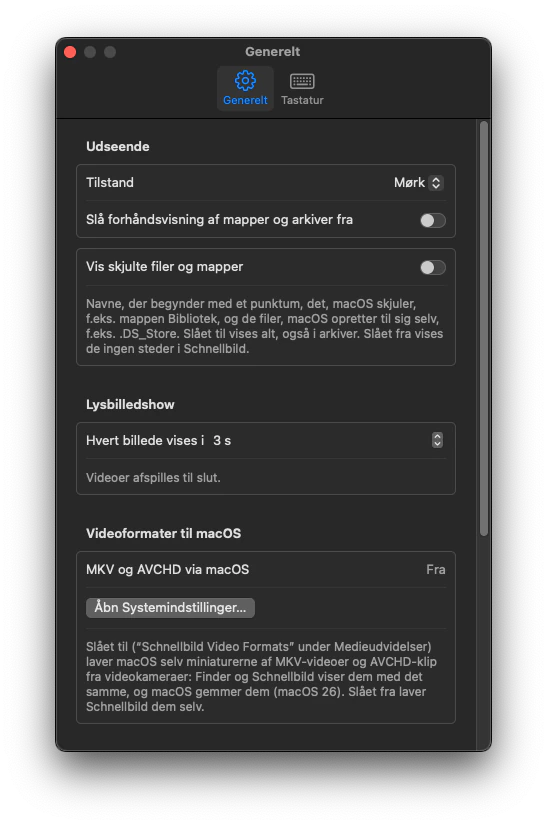 Generelt
Generelt
Tastatur
Udseende
Tilstand
Mørk
Slå forhåndsvisning af mapper og arkiver fra
Vis skjulte filer og mapper
Navne, der begynder med et punktum, det, macOS skjuler,
f.eks. mappen Bibliotek, og de filer, macOS opretter til sig selv,
f.eks. .DS_Store. Slået til vises alt, også i arkiver. Slået fra vises
de ingen steder i Schnellbild.
Lysbilledshow
Hvert billede vises i 3 s
Videoer afspilles til slut.
Videoformater til macOS
MKV og AVCHD via macOS
Fra
Åbn Systemindstillinger...
Slået til (“Schnellbild Video Formats” under Medieudvidelser)
laver macOS selv miniaturerne af MKV-videoer og AVCHD-klip
fra videokameraer: Finder og Schnellbild viser dem med det
samme, og macOS gemmer dem (macOS 26). Slået fra laver
Schnellbild dem selv.